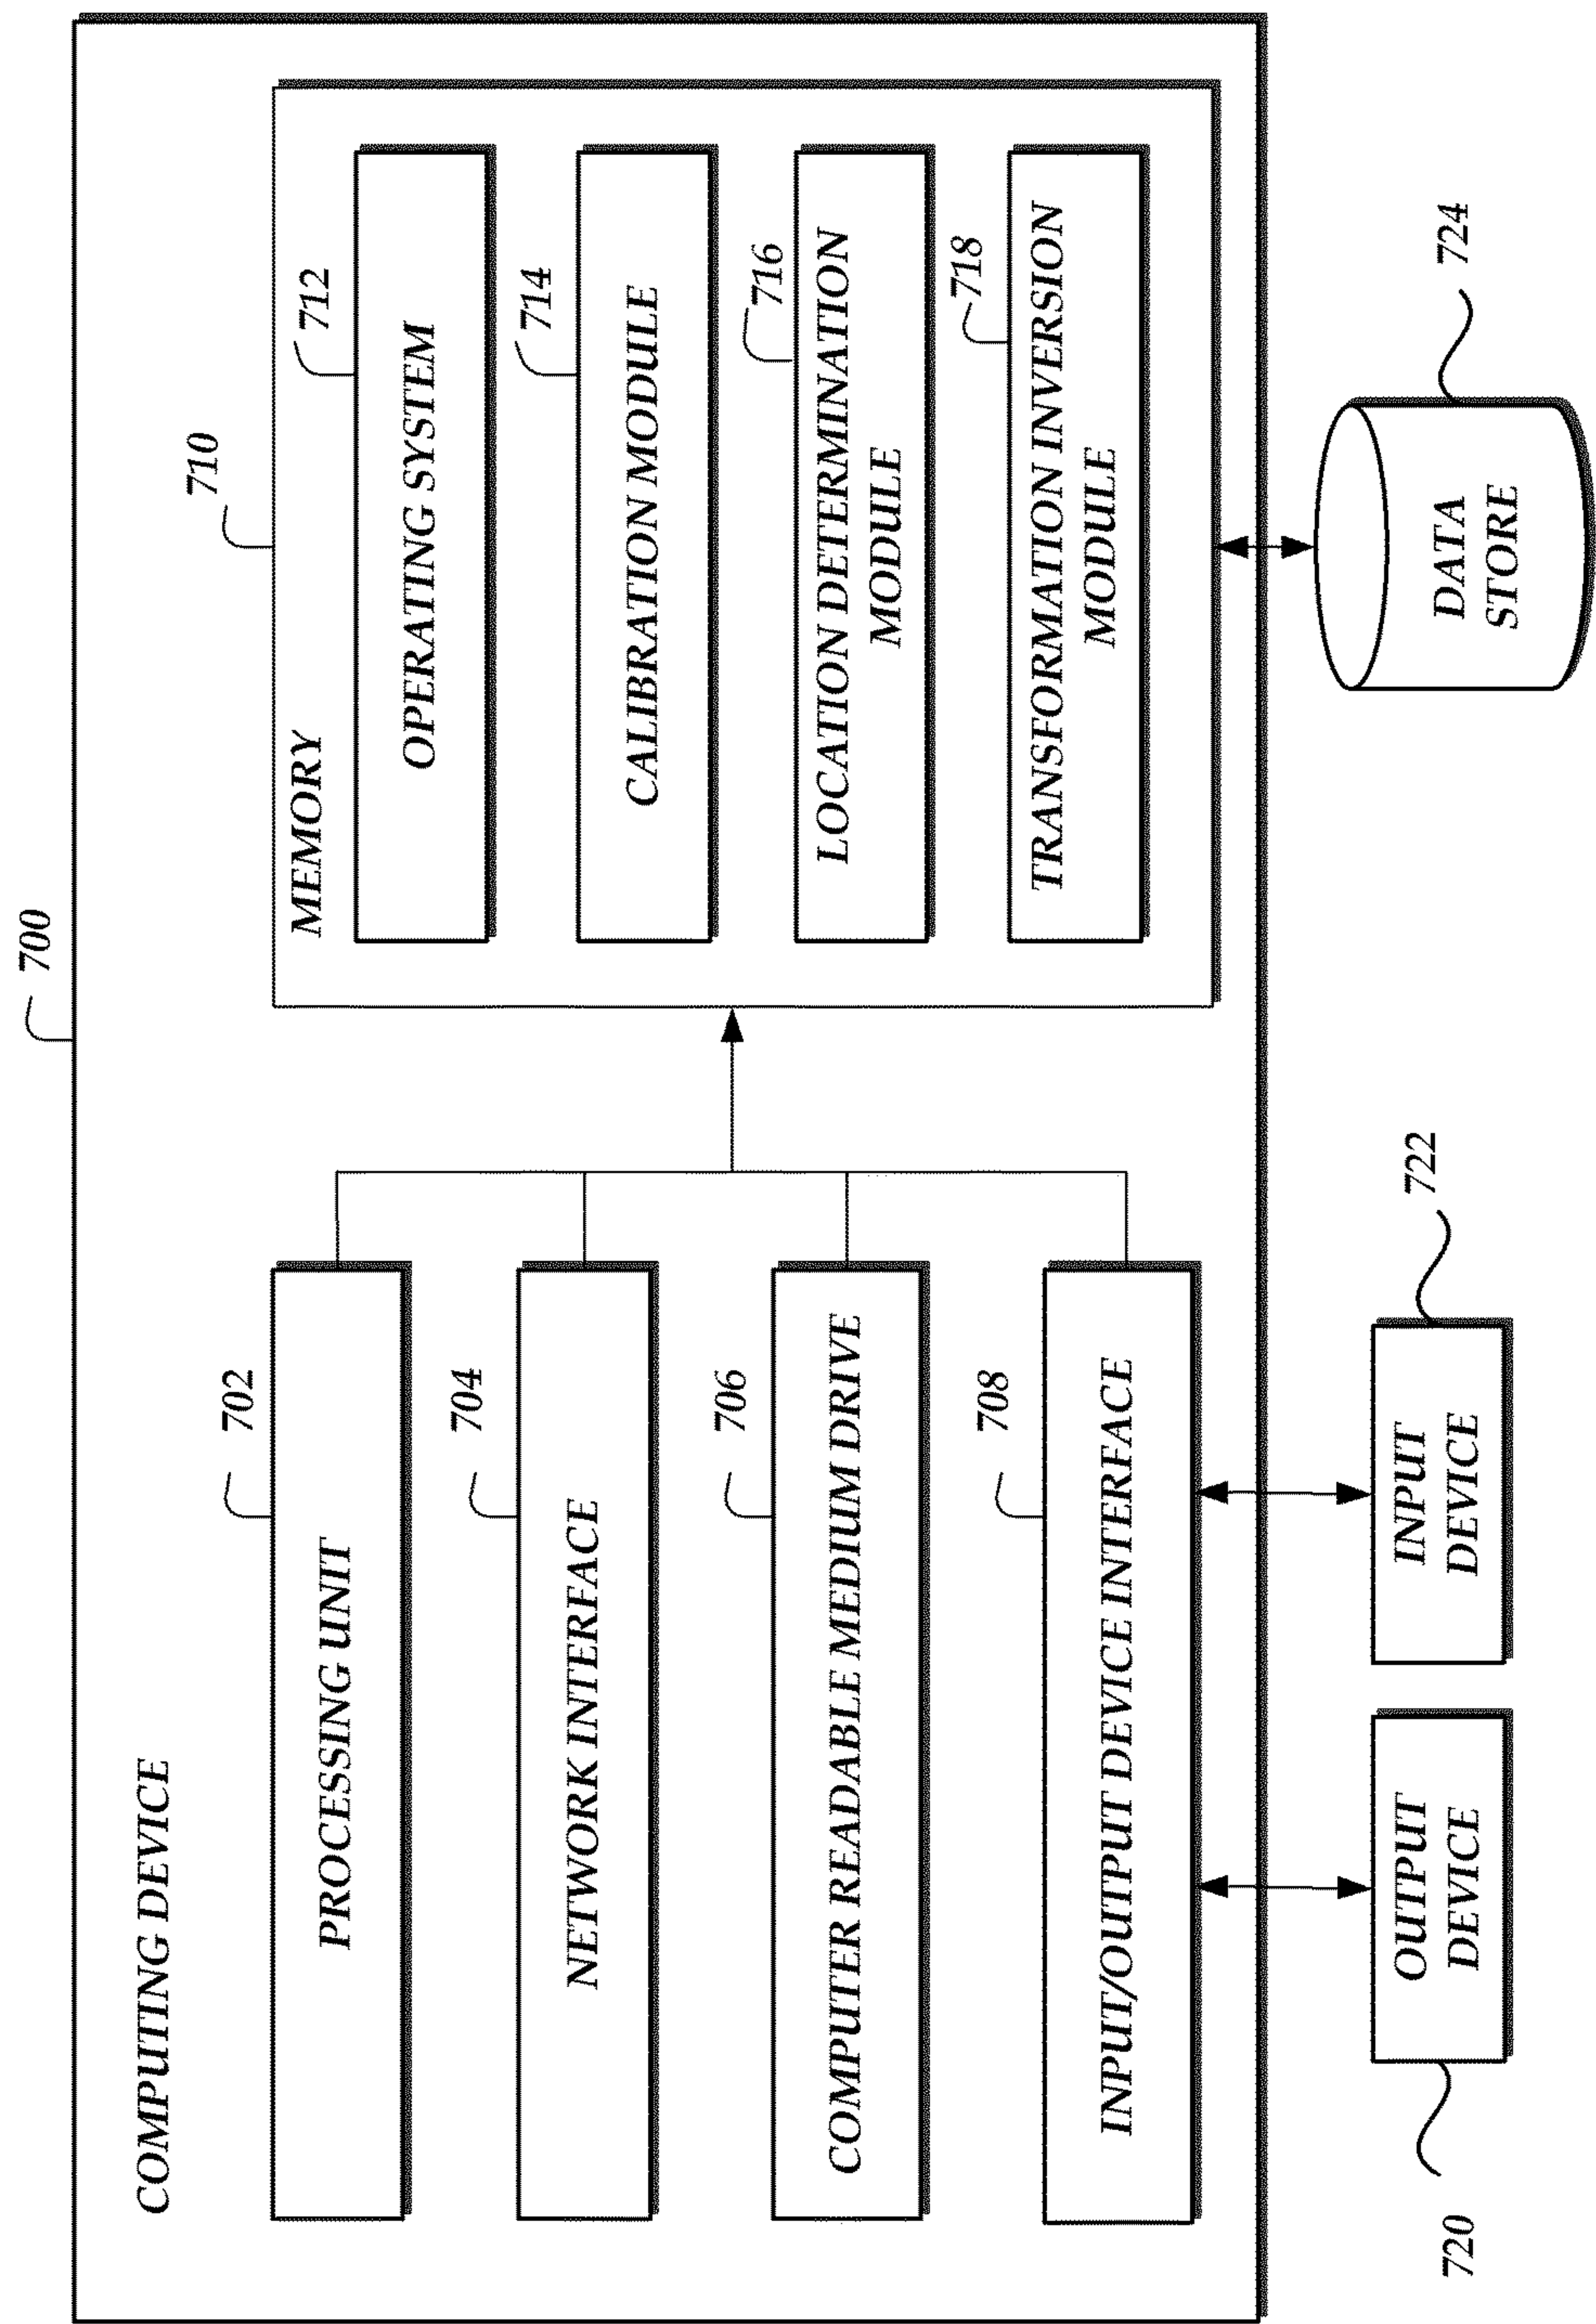 700
COMPUTING DEVICE
702
PROCESSING UNIT
704
NETWORK INTERFACE
706
COMPUTER READABLE MEDIUM DRIVE
708
INPUT/OUTPUT DEVICE INTERFACE
710
MEMORY
712
OPERATING SYSTEM
714
CALIBRATION MODULE
716
LOCATION DETERMINATION
MODULE
718
TRANSFORMATION INVERSION
MODULE
720
OUTPUT
DEVICE
722
INPUT
DEVICE
724
DATA
STORE